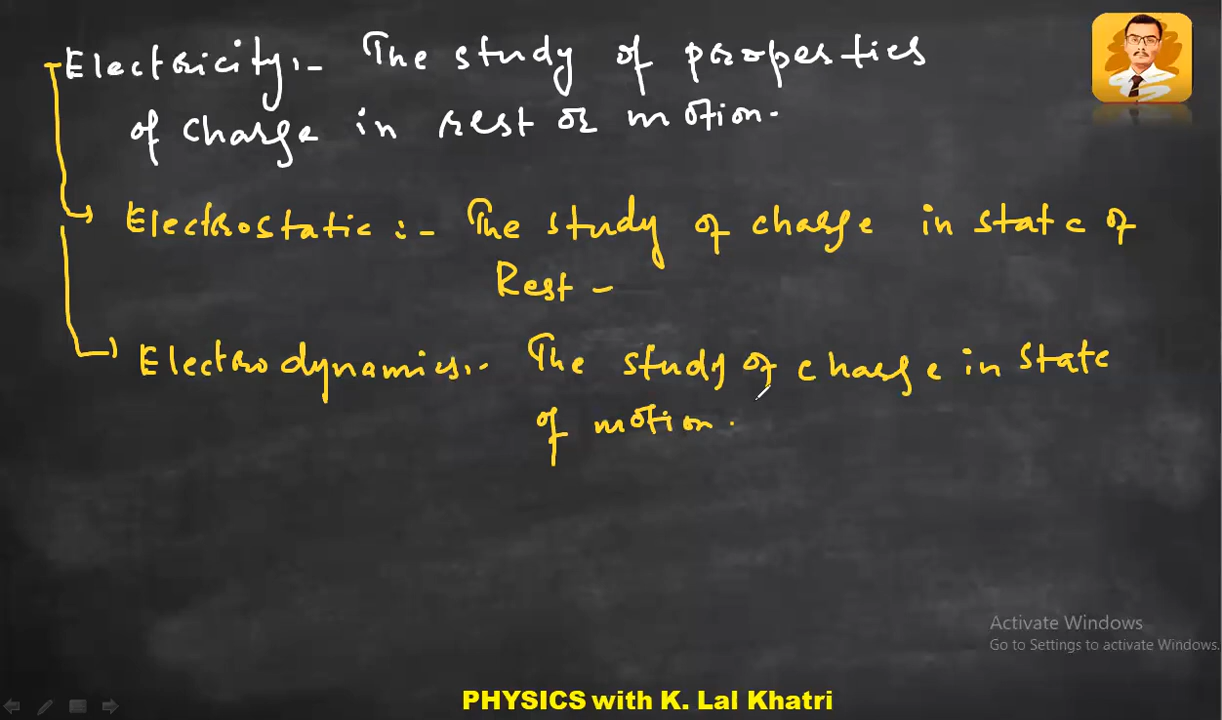 Electricity:- The study of properties
of charge in rest or motion.
Electrostatic :- The study of charge in state of
Rest -
Electrodynamics:- The study of charge in state
of motion.
Activate Windows
Go to Settings to activate Windows.
PHYSICS with K. Lal Khatri